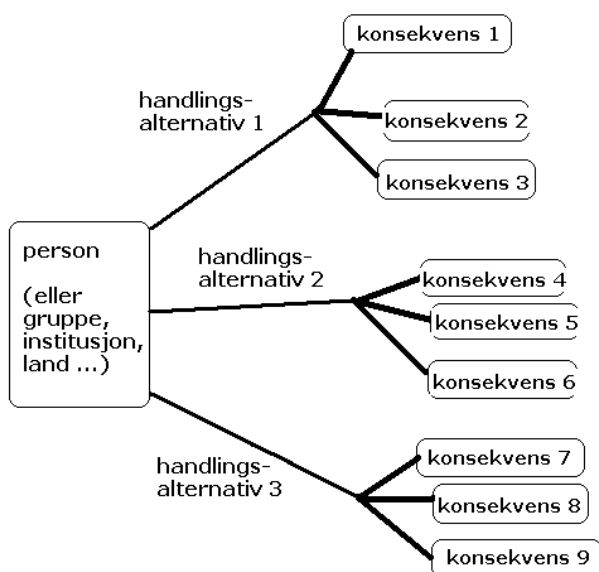 person
(eller
gruppe,
institusjon,
land ...)
handlings-
alternativ 1
konsekvens 1
konsekvens 2
konsekvens 3
handlings-
alternativ 2
konsekvens 4
konsekvens 5
konsekvens 6
handlings-
alternativ 3
konsekvens 7
konsekvens 8
konsekvens 9